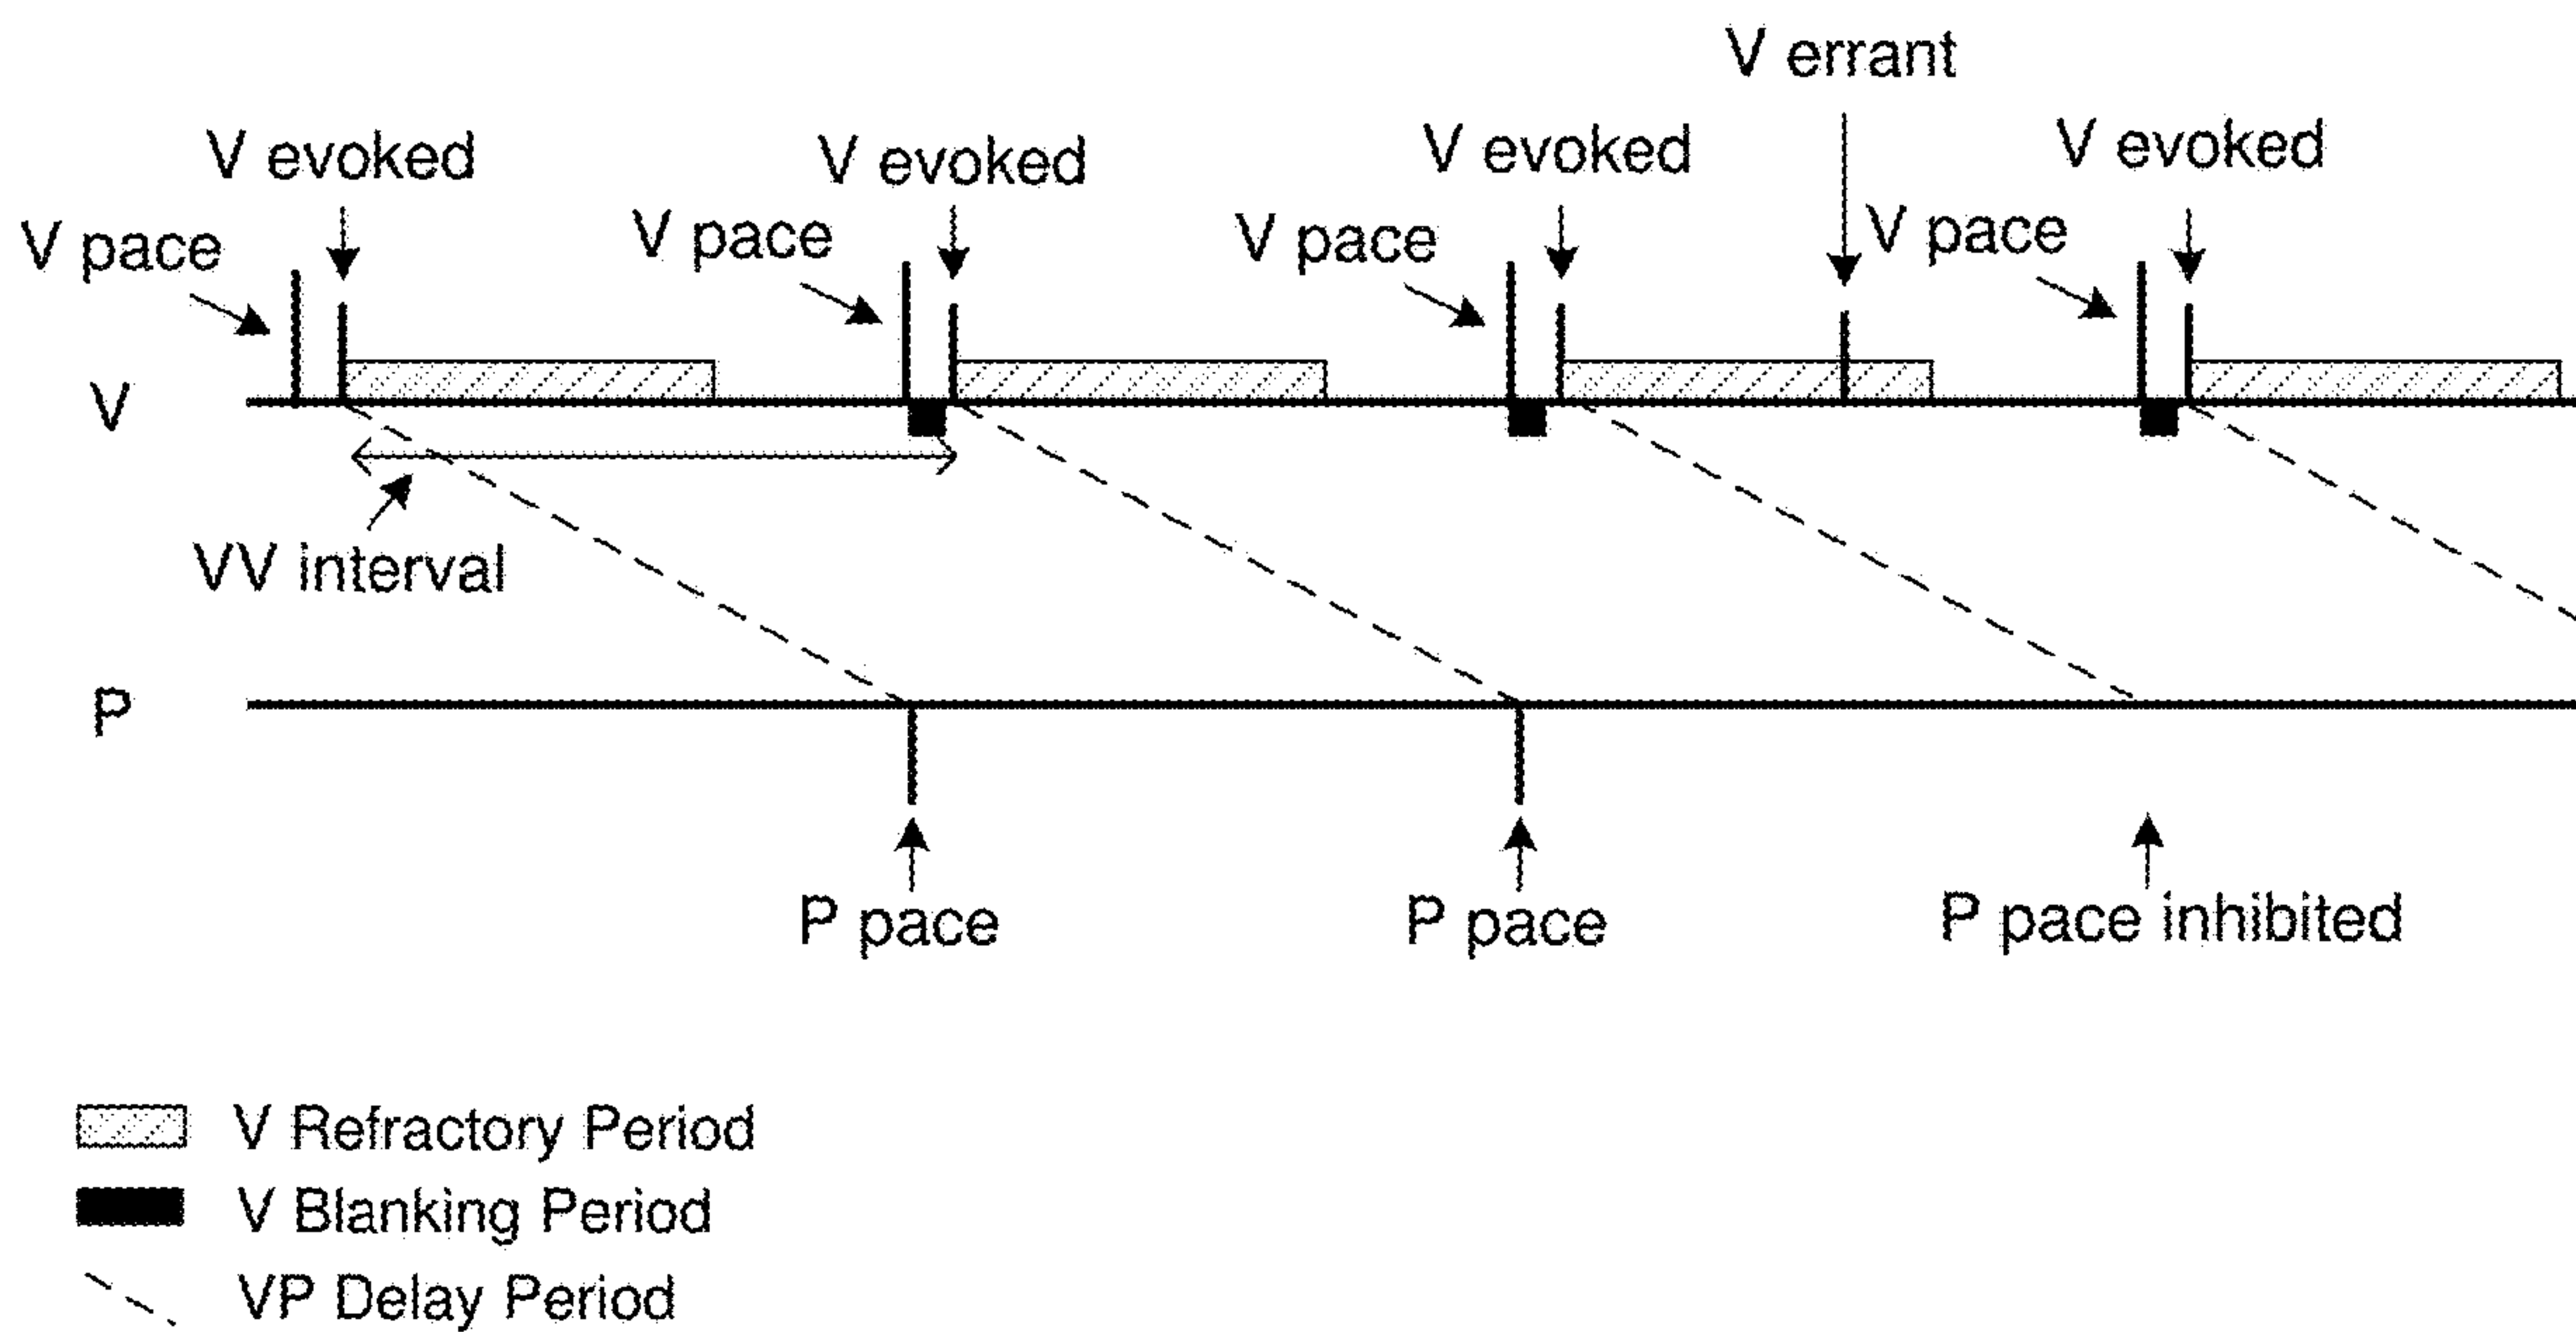 V errant
V evoked
V evoked
V evoked
V evoked
V pace
V pace
V pace
V pace
V
VV interval
P
P pace
P pace
P pace inhibited
V Refractory Period
V Blanking Period
VP Delay Period